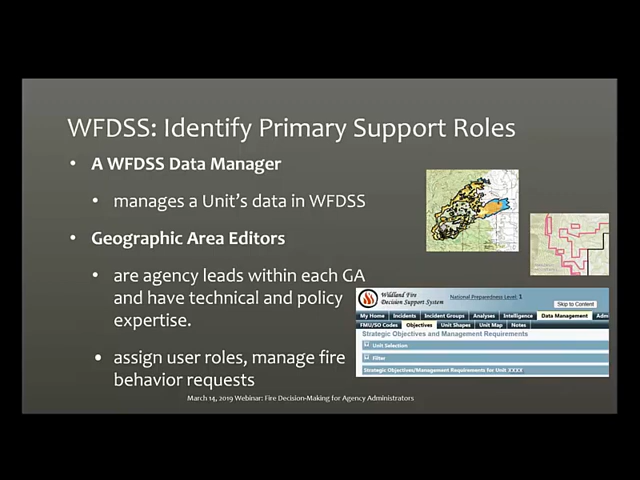 WFDSS: Identify Primary Support Roles
• A WFDSS Data Manager
• manages a Unit's data in WFDSS
• Geographic Area Editors
• are agency leads within each GA
and have technical and policy
expertise.
• assign user roles, manage fire
behavior requests
Wildland Fire
Decision Support System
National Preparedness Level: 1
Skip to Content
My Home Incidents Incident Groups Analyses Intelligence Data Management Adm
FMU/SO Codes Objectives Unit Shapes Unit Map Notes
Strategic Objectives and Management Requirements
Unit Selection
Filter
Strategic Objectives/Management Requirements for Unit XXXX
March 14, 2019 Webinar: Fire Decision-Making for Agency Administrators